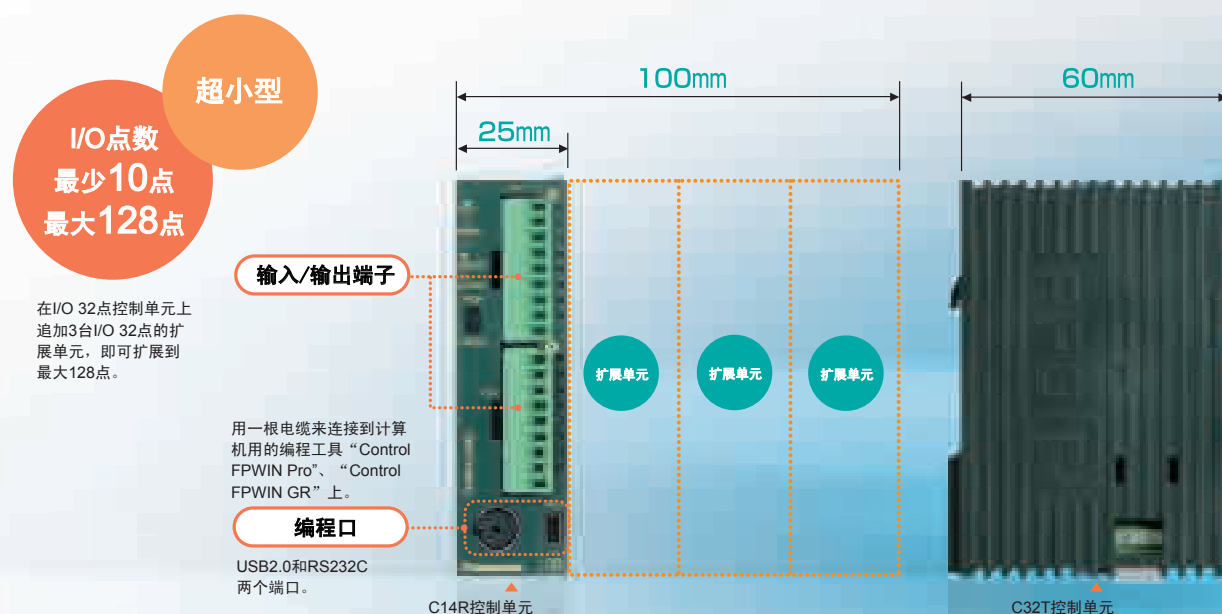 超小型
I/O点数
最少10点
最大128点
在I/O 32点控制单元上
追加3台I/O 32点的扩
展单元，即可扩展到
最大128点。
100mm
60mm
25mm
输入/输出端子
扩展单元
扩展单元
扩展单元
用一根电缆来连接到计算
机用的编程工具“Control
FPWIN Pro”、“Control
FPWIN GR”上。
编程口
USB2.0和RS232C
两个端口。
C14R控制单元
C32T控制单元